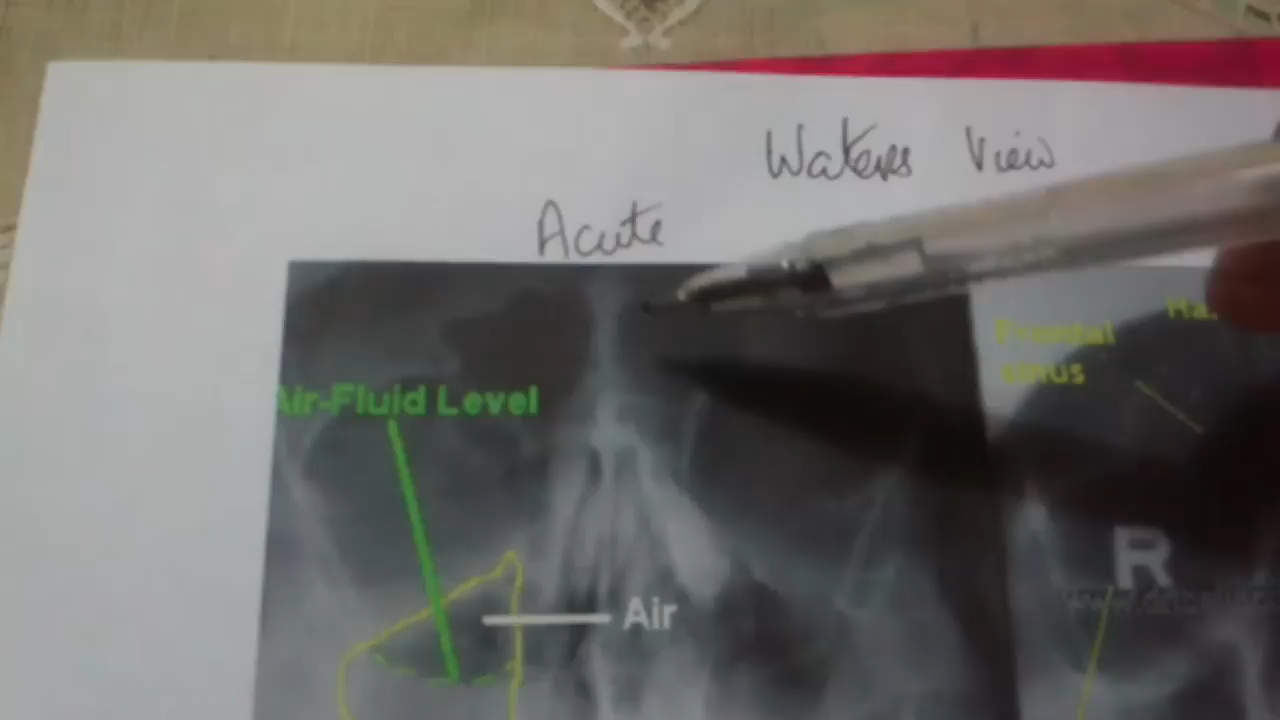 Waters View
Acute
Air-Fluid Level
Air
Frontal
sinus
R